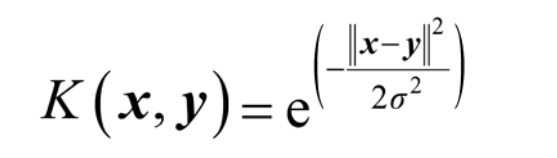 K(x, y) = e^(-‖x-y‖²/2σ²)